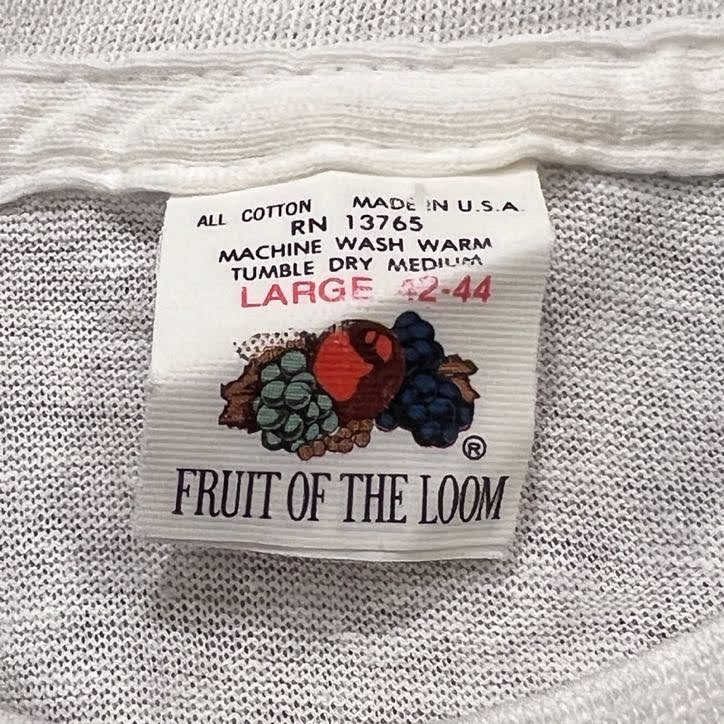 ALL COTTON MADE IN U.S.A.
RN 13765
MACHINE WASH WARM
TUMBLE DRY MEDIUM
LARGE 42-44
®
FRUIT OF THE LOOM